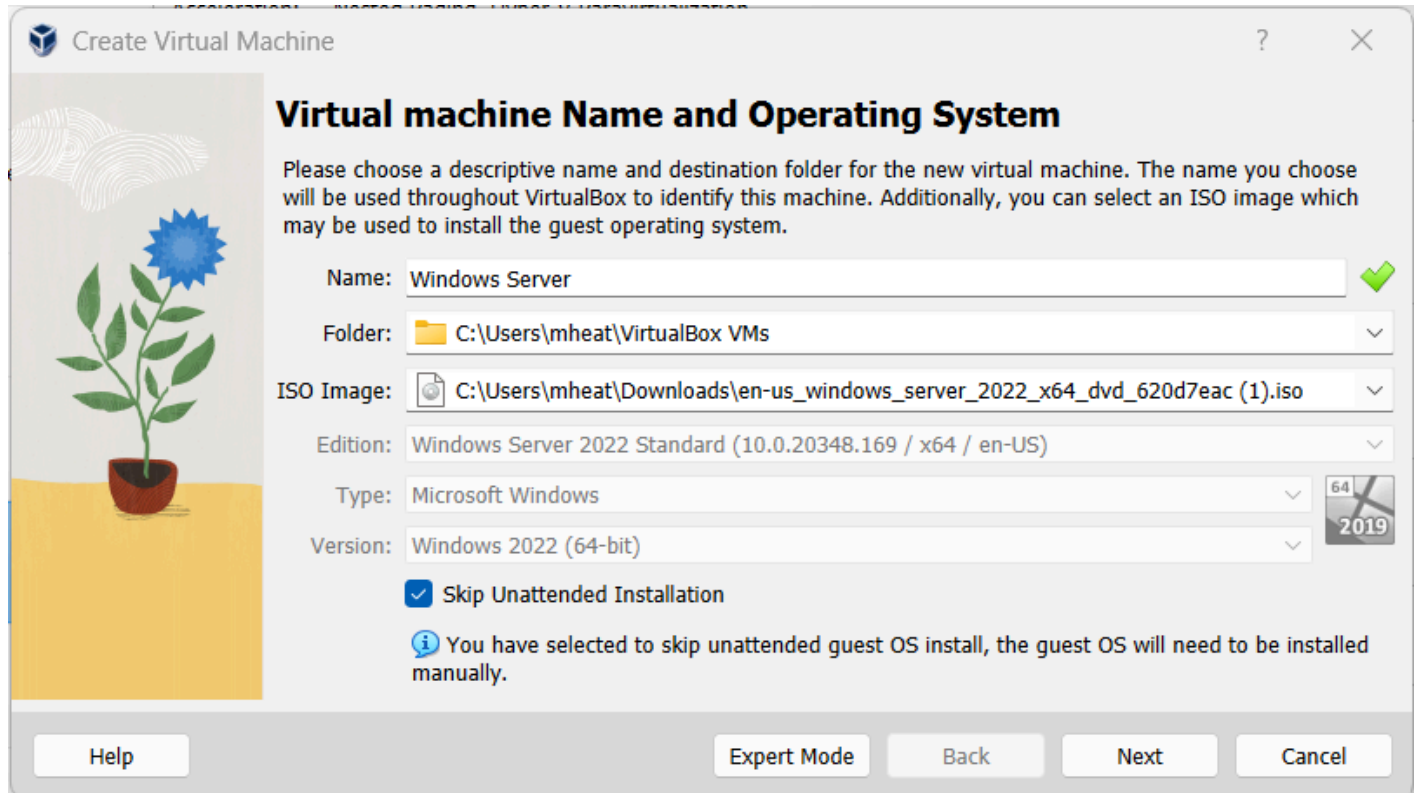 Acceleration: Nested Paging, Hyper-V Paravirtualization
Create Virtual Machine
?
Virtual machine Name and Operating System
Please choose a descriptive name and destination folder for the new virtual machine. The name you choose
will be used throughout VirtualBox to identify this machine. Additionally, you can select an ISO image which
may be used to install the guest operating system.
Name: Windows Server
Folder: C:\Users\mheat\VirtualBox VMs
ISO Image: C:\Users\mheat\Downloads\en-us_windows_server_2022_x64_dvd_620d7eac (1).iso
Edition: Windows Server 2022 Standard (10.0.20348.169 / x64 / en-US)
Type: Microsoft Windows
64
2019
Version: Windows 2022 (64-bit)
Skip Unattended Installation
You have selected to skip unattended guest OS install, the guest OS will need to be installed
manually.
Help Expert Mode Back Next Cancel